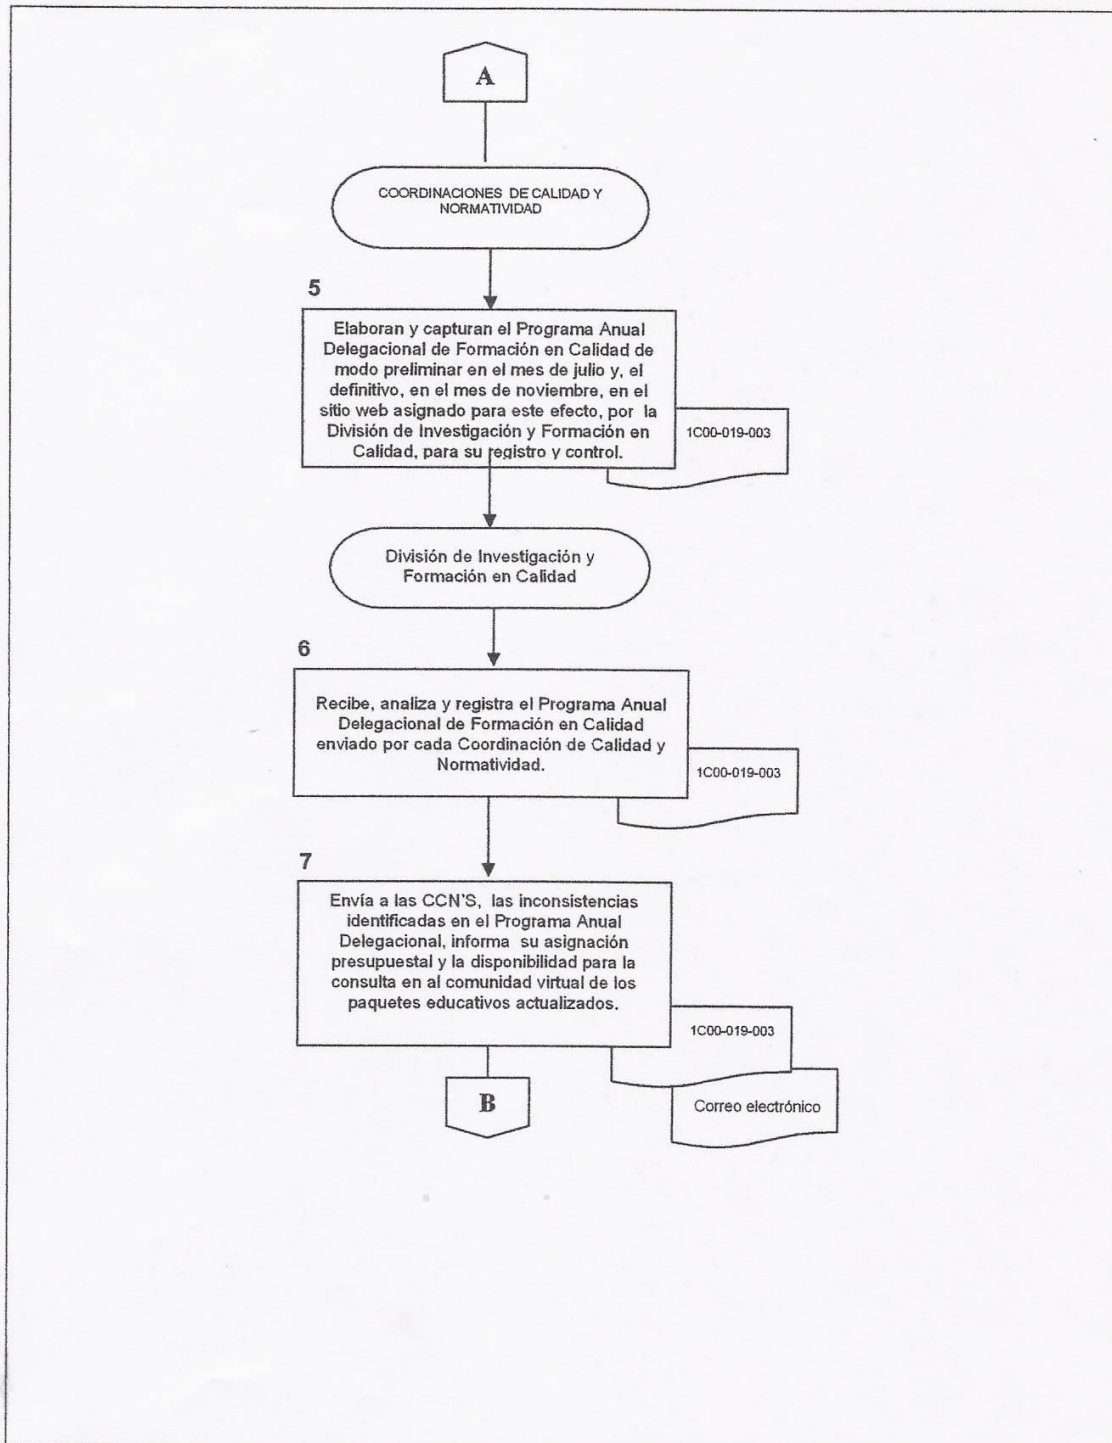 A
COORDINACIONES DE CALIDAD Y
NORMATIVIDAD
5
Elaboran y capturan el Programa Anual
Delegacional de Formación en Calidad de
modo preliminar en el mes de julio y, el
definitivo, en el mes de noviembre, en el
sitio web asignado para este efecto, por la
División de Investigación y Formación en
Calidad, para su registro y control.
1C00-019-003
División de Investigación y
Formación en Calidad
6
Recibe, analiza y registra el Programa Anual
Delegacional de Formación en Calidad
enviado por cada Coordinación de Calidad y
Normatividad.
1C00-019-003
7
Envía a las CCN'S, las inconsistencias
identificadas en el Programa Anual
Delegacional, informa su asignación
presupuestal y la disponibilidad para la
consulta en al comunidad virtual de los
paquetes educativos actualizados.
1C00-019-003
Correo electrónico
B